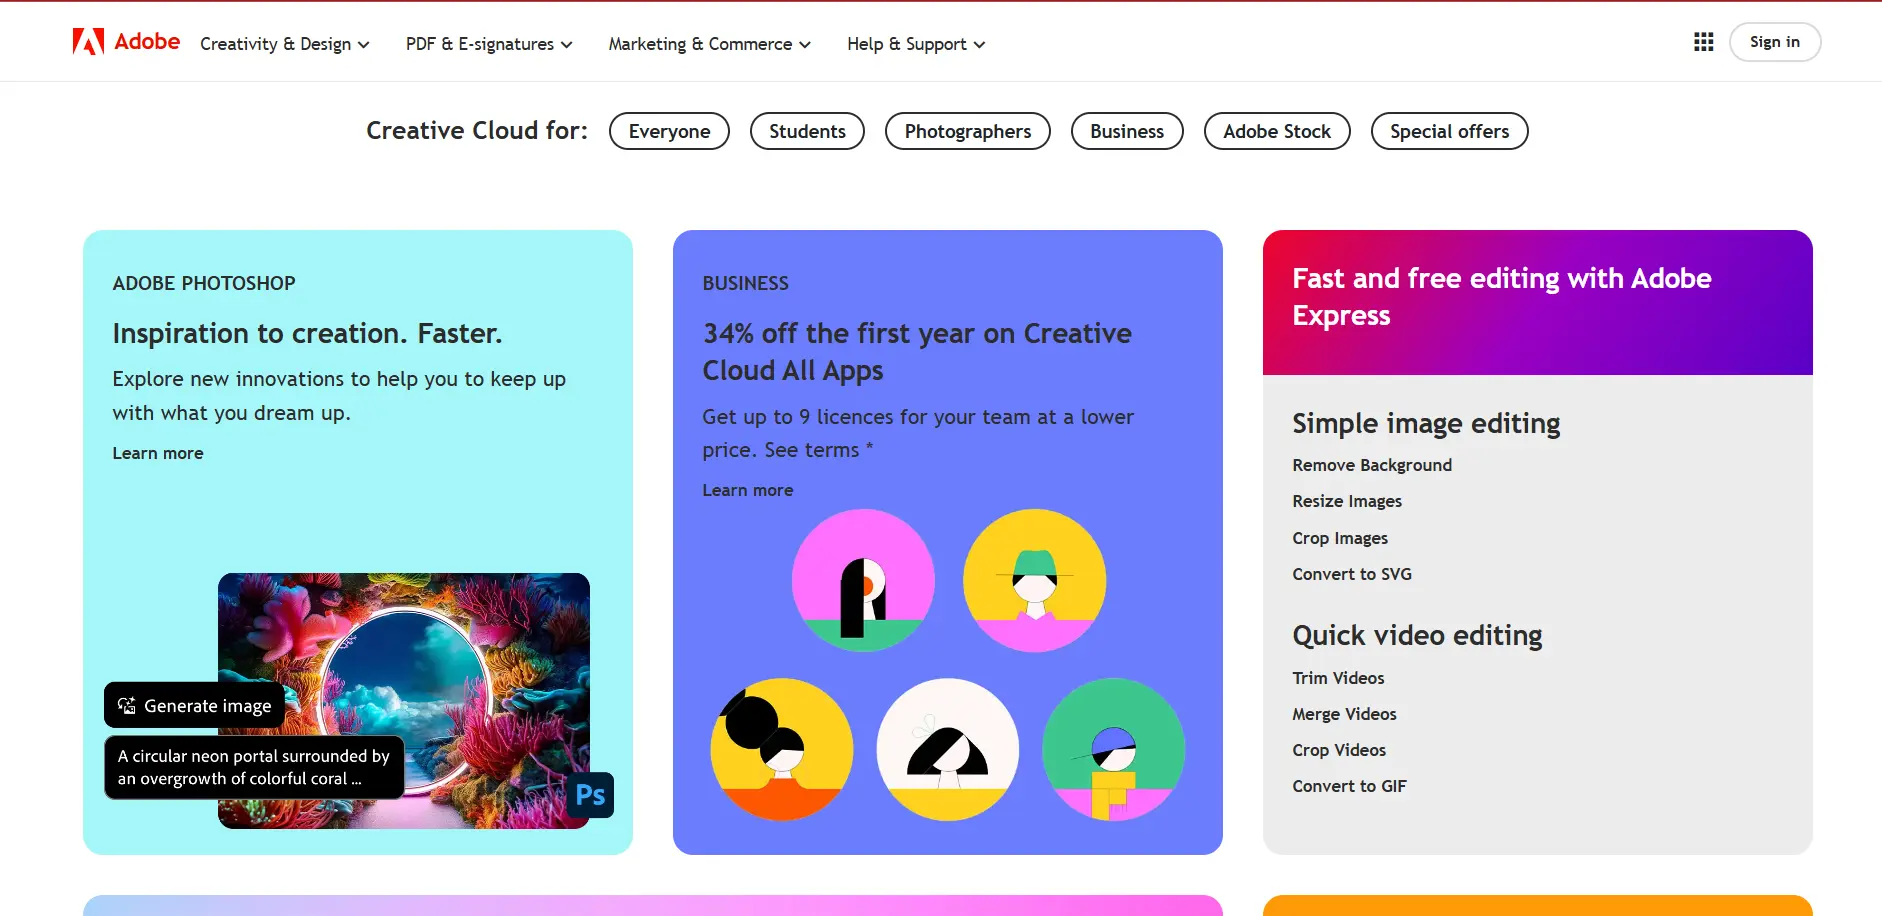 Adobe
Creativity & Design
PDF & E-signatures
Marketing & Commerce
Help & Support
Sign in
Creative Cloud for:
Everyone
Students
Photographers
Business
Adobe Stock
Special offers
ADOBE PHOTOSHOP
Inspiration to creation. Faster.
Explore new innovations to help you to keep up
with what you dream up.
Learn more
Generate image
A circular neon portal surrounded by
an overgrowth of colorful coral ...
Ps
BUSINESS
34% off the first year on Creative
Cloud All Apps
Get up to 9 licences for your team at a lower
price. See terms *
Learn more
Fast and free editing with Adobe
Express
Simple image editing
Remove Background
Resize Images
Crop Images
Convert to SVG
Quick video editing
Trim Videos
Merge Videos
Crop Videos
Convert to GIF